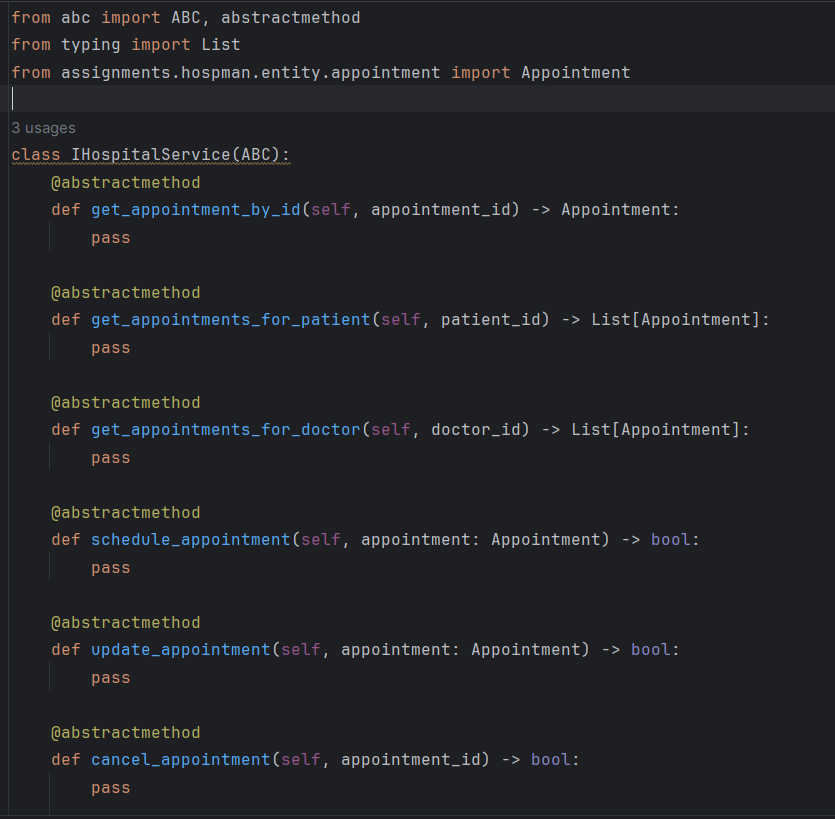 from abc import ABC, abstractmethod
from typing import List
from assignments.hospman.entity.appointment import Appointment
3 usages
class IHospitalService(ABC):
    @abstractmethod
    def get_appointment_by_id(self, appointment_id) -> Appointment:
        pass
    @abstractmethod
    def get_appointments_for_patient(self, patient_id) -> List[Appointment]:
        pass
    @abstractmethod
    def get_appointments_for_doctor(self, doctor_id) -> List[Appointment]:
        pass
    @abstractmethod
    def schedule_appointment(self, appointment: Appointment) -> bool:
        pass
    @abstractmethod
    def update_appointment(self, appointment: Appointment) -> bool:
        pass
    @abstractmethod
    def cancel_appointment(self, appointment_id) -> bool:
        pass